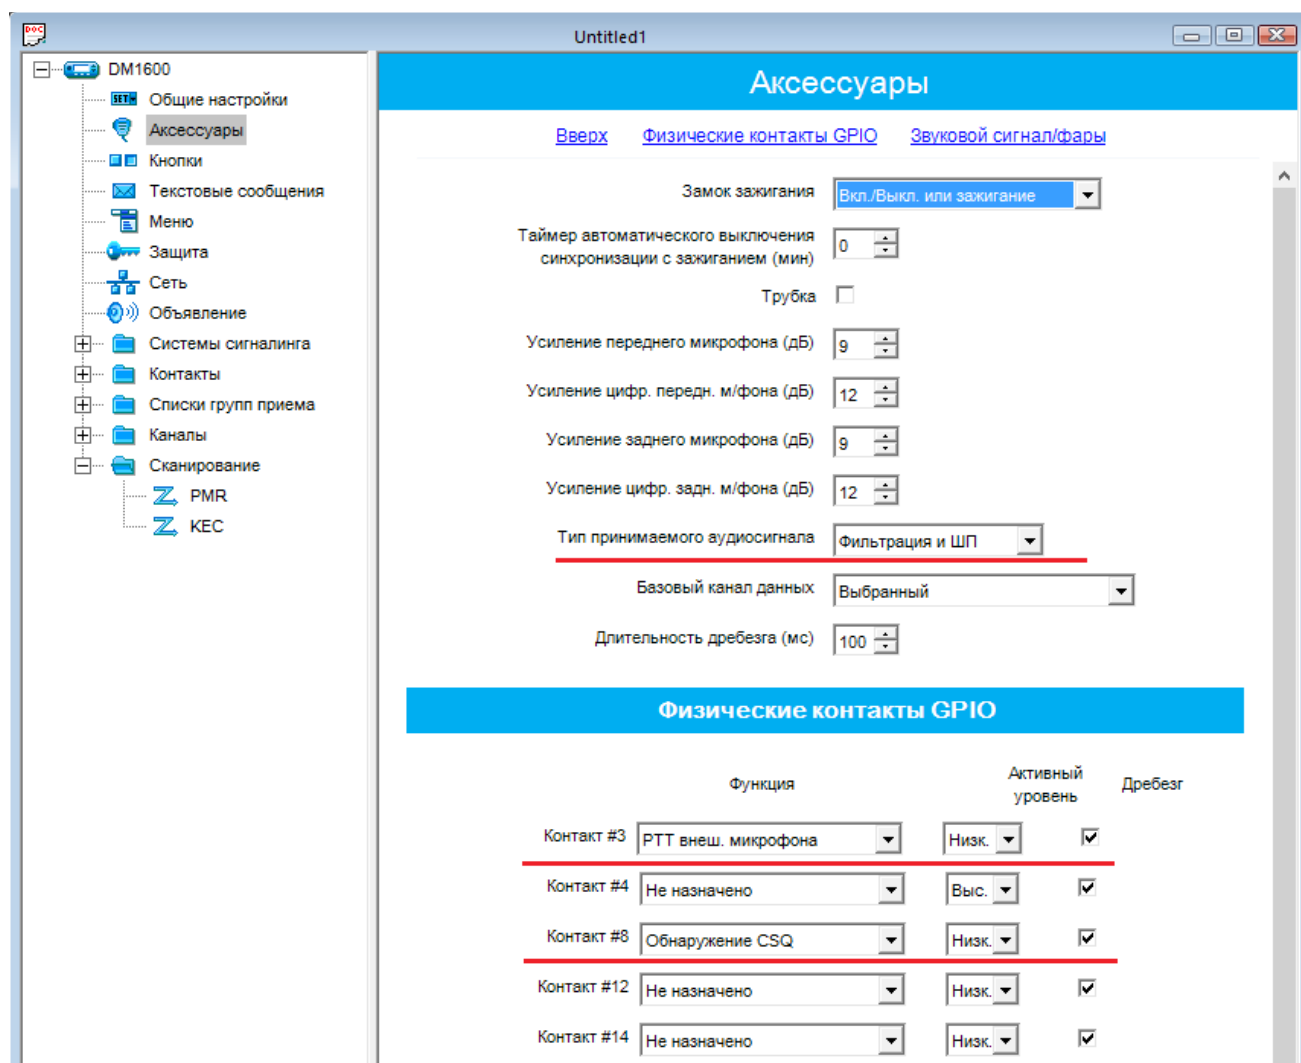 DOC
Untitled1
DM1600
SET
Общие настройки
Аксессуары
Кнопки
Текстовые сообщения
Меню
Защита
Сеть
Объявление
Системы сигналинга
Контакты
Списки групп приема
Каналы
Сканирование
PMR
KEC
Аксессуары
Вверх Физические контакты GPIO Звуковой сигнал/фары
Замок зажигания Вкл./Выкл. или зажигание
Таймер автоматического выключения
синхронизации с зажиганием (мин) 0
Трубка
Усиление переднего микрофона (дБ) 9
Усиление цифр. передн. м/фона (дБ) 12
Усиление заднего микрофона (дБ) 9
Усиление цифр. задн. м/фона (дБ) 12
Тип принимаемого аудиосигнала Фильтрация и ШП
Базовый канал данных Выбранный
Длительность дребезга (мс) 100
Физические контакты GPIO
Функция Активный уровень Дребезг
Контакт #3 PTT внеш. микрофона Низк.
Контакт #4 Не назначено Выс.
Контакт #8 Обнаружение CSQ Низк.
Контакт #12 Не назначено Низк.
Контакт #14 Не назначено Низк.